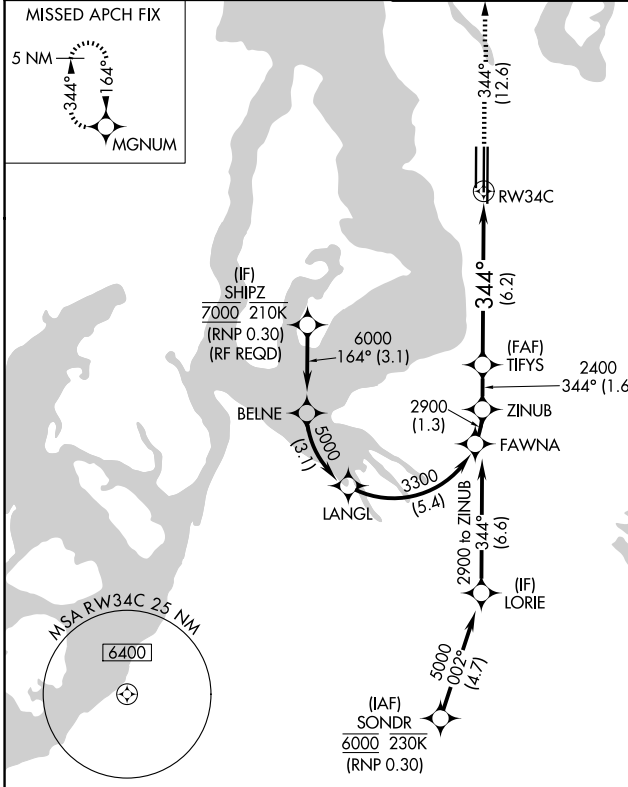 MISSED APCH FIX
5 NM
344°
164°
MGNUM
344°
(12.6)
RW34C
344°
(6.2)
(IF)
SHIPZ
7000 210K
(RNP 0.30)
(RF REQD)
6000
164° (3.1)
BELNE
5000
(3.1)
LANGL
3300
(5.4)
(FAF)
TIFYS
2400
344° (1.6
ZINUB
2900
(1.3)
FAWNA
2900 to ZINUB
344°
(6.6)
(IF)
LORIE
5000
002°
(4.7)
(IAF)
SONDR
6000 230K
(RNP 0.30)
MSA RW34C 25 NM
6400